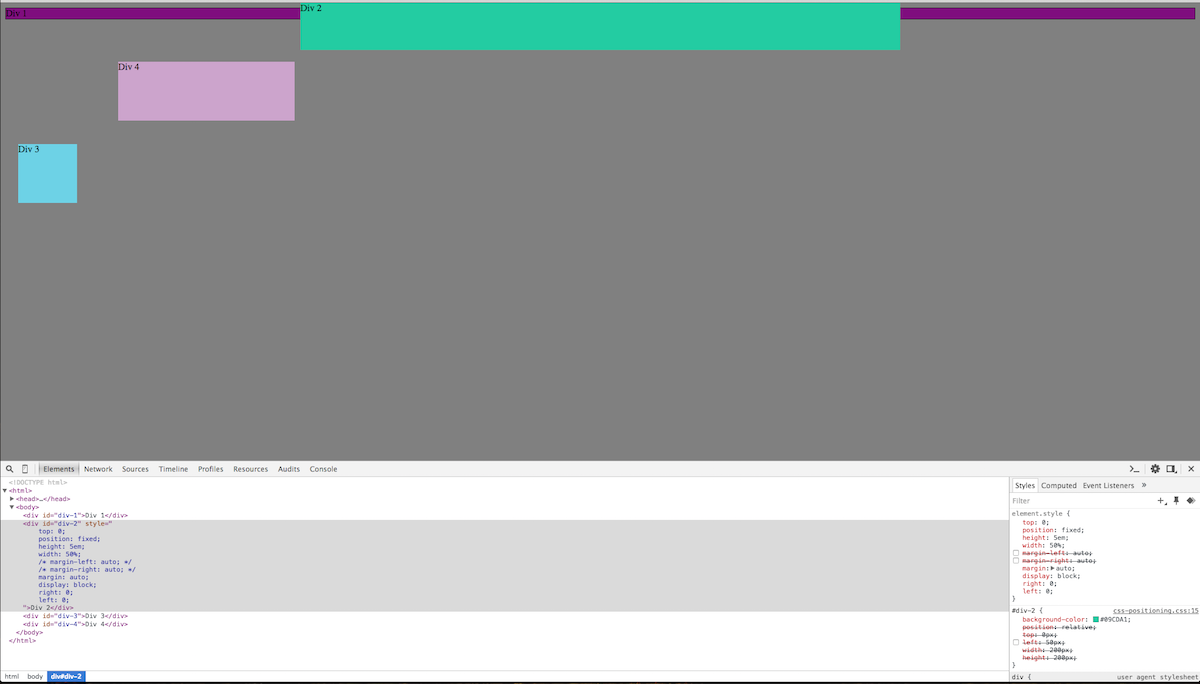 Div 1
Div 2
Div 4
Div 3
Elements Network Sources Timeline Profiles Resources Audits Console
<!DOCTYPE html>
▼<html>
▶<head>…</head>
▼<body>
<div id="div-1">Div 1</div>
<div id="div-2" style="
top: 0;
position: fixed;
height: 5em;
width: 50%;
/* margin-left: auto; */
/* margin-right: auto; */
margin: auto;
display: block;
right: 0;
left: 0;
">Div 2</div>
<div id="div-3">Div 3</div>
<div id="div-4">Div 4</div>
</body>
</html>
html body div#div-2
Styles Computed Event Listeners »
Filter
element.style {
top: 0;
position: fixed;
height: 5em;
width: 50%;
margin-left: auto;
margin-right: auto;
margin:▶auto;
display: block;
right: 0;
left: 0;
}
#div-2 { css-positioning.css:15
background-color: #09CDA1;
position: relative;
top: 0px;
left: 50px;
width: 200px;
height: 200px;
}
div { user agent stylesheet